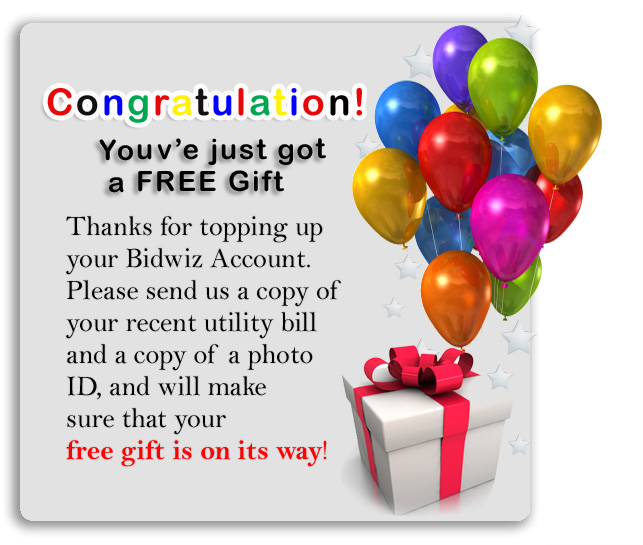 Congratulation!
Youv'e just got
a FREE Gift
Thanks for topping up
your Bidwiz Account.
Please send us a copy of
your recent utility bill
and a copy of a photo
ID, and will make
sure that your
free gift is on its way!